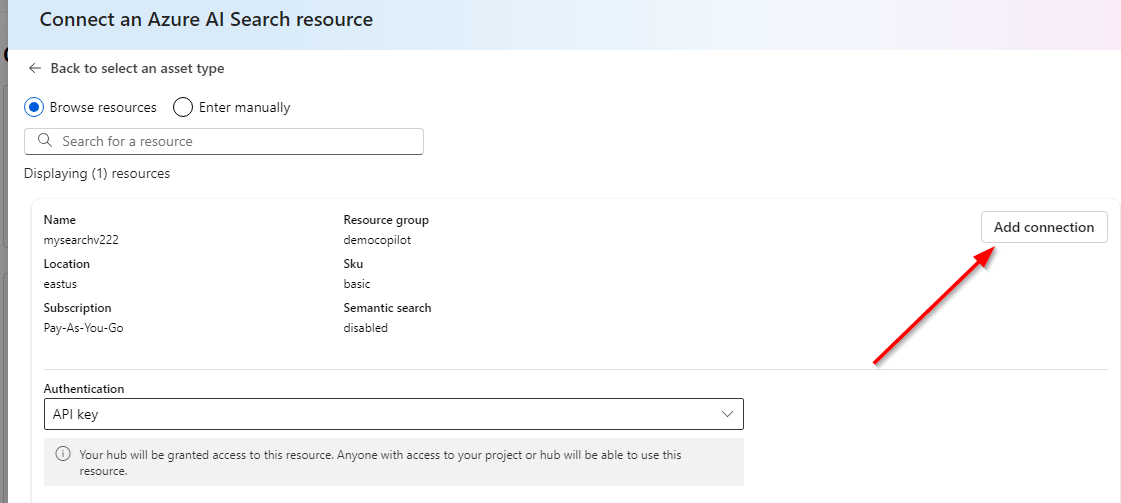 Connect an Azure AI Search resource
Back to select an asset type
Browse resources Enter manually
Search for a resource
Displaying (1) resources
Name Resource group
mysearchv222 democopilot
Add connection
Location Sku
eastus basic
Subscription Semantic search
Pay-As-You-Go disabled
Authentication
API key
Your hub will be granted access to this resource. Anyone with access to your project or hub will be able to use this
resource.